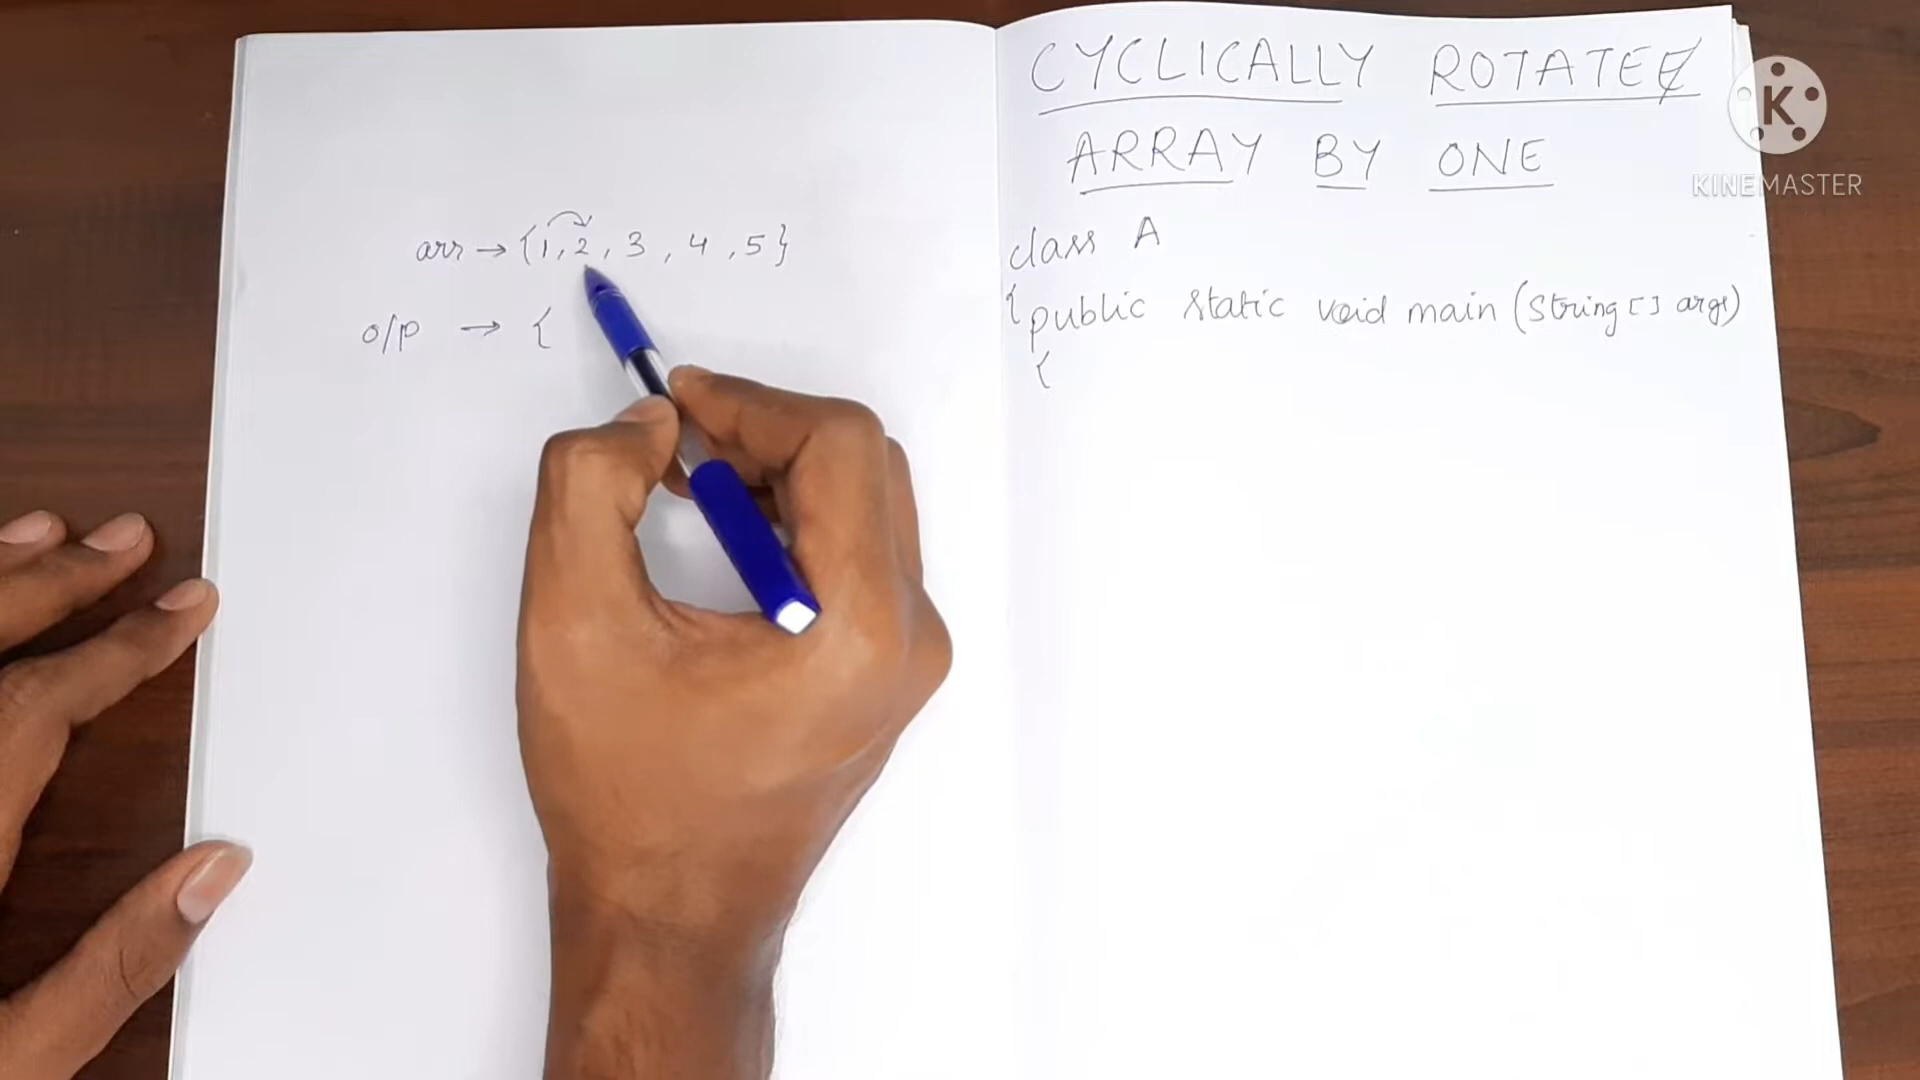 arr → {1, 2, 3, 4, 5}
o/p → {
CYCLICALLY ROTATE
ARRAY BY ONE
class A
{ public static void main (String [] args)
{
K
KINEMASTER